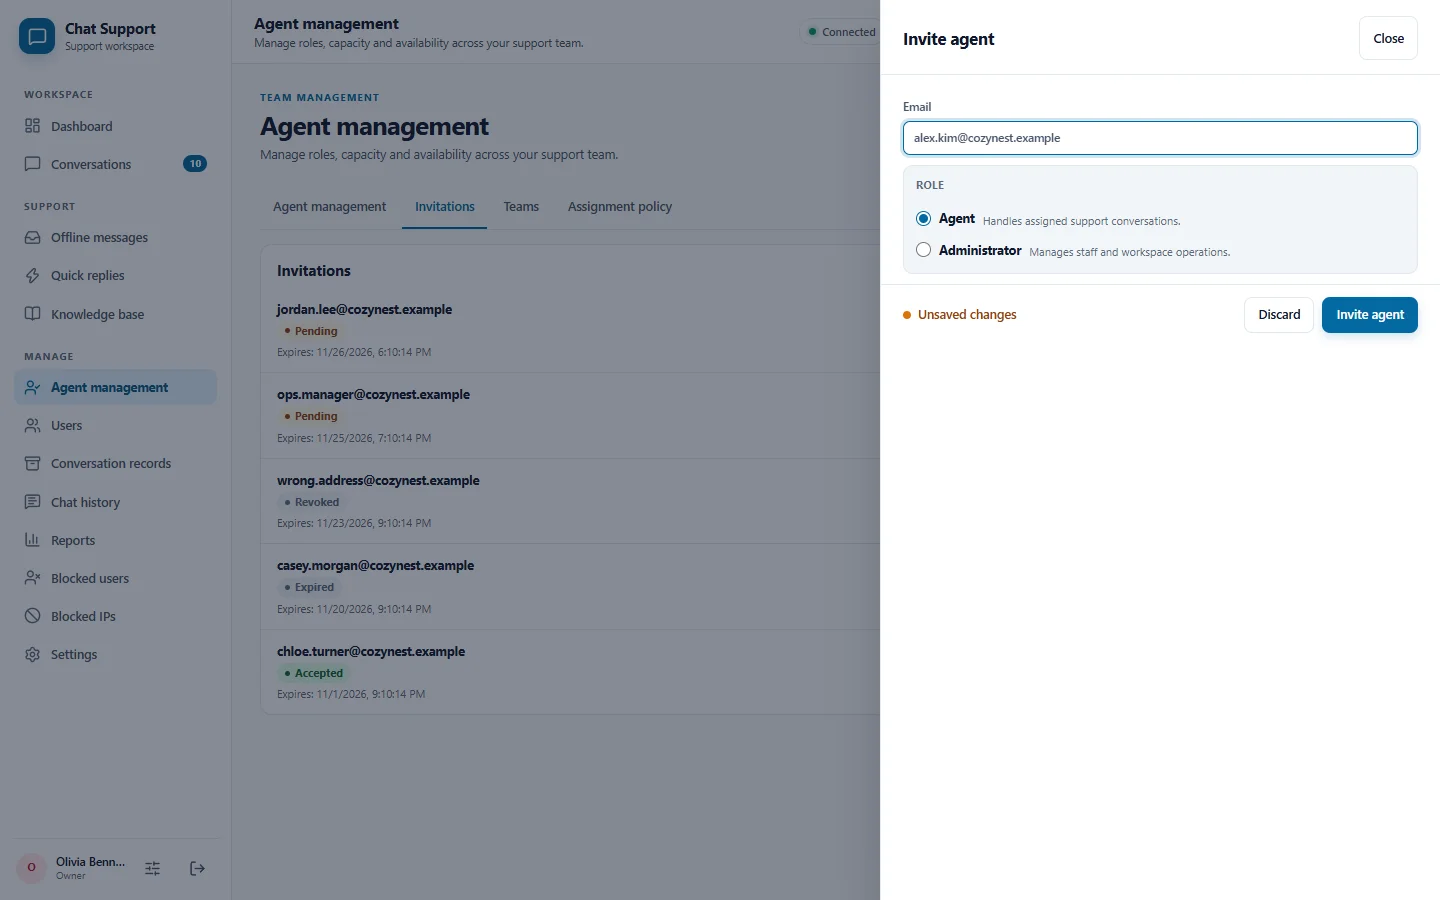 Chat Support
Support workspace
WORKSPACE
Dashboard
Conversations 10
SUPPORT
Offline messages
Quick replies
Knowledge base
MANAGE
Agent management
Users
Conversation records
Chat history
Reports
Blocked users
Blocked IPs
Settings
O
Olivia Benn...
Owner
Agent management
Manage roles, capacity and availability across your support team.
Connected
TEAM MANAGEMENT
Agent management
Manage roles, capacity and availability across your support team.
Agent management Invitations Teams Assignment policy
Invitations
jordan.lee@cozynest.example
Pending
Expires: 11/26/2026, 6:10:14 PM
ops.manager@cozynest.example
Pending
Expires: 11/25/2026, 7:10:14 PM
wrong.address@cozynest.example
Revoked
Expires: 11/23/2026, 9:10:14 PM
casey.morgan@cozynest.example
Expired
Expires: 11/20/2026, 9:10:14 PM
chloe.turner@cozynest.example
Accepted
Expires: 11/1/2026, 9:10:14 PM
Invite agent
Close
Email
alex.kim@cozynest.example
ROLE
Agent Handles assigned support conversations.
Administrator Manages staff and workspace operations.
Unsaved changes
Discard
Invite agent